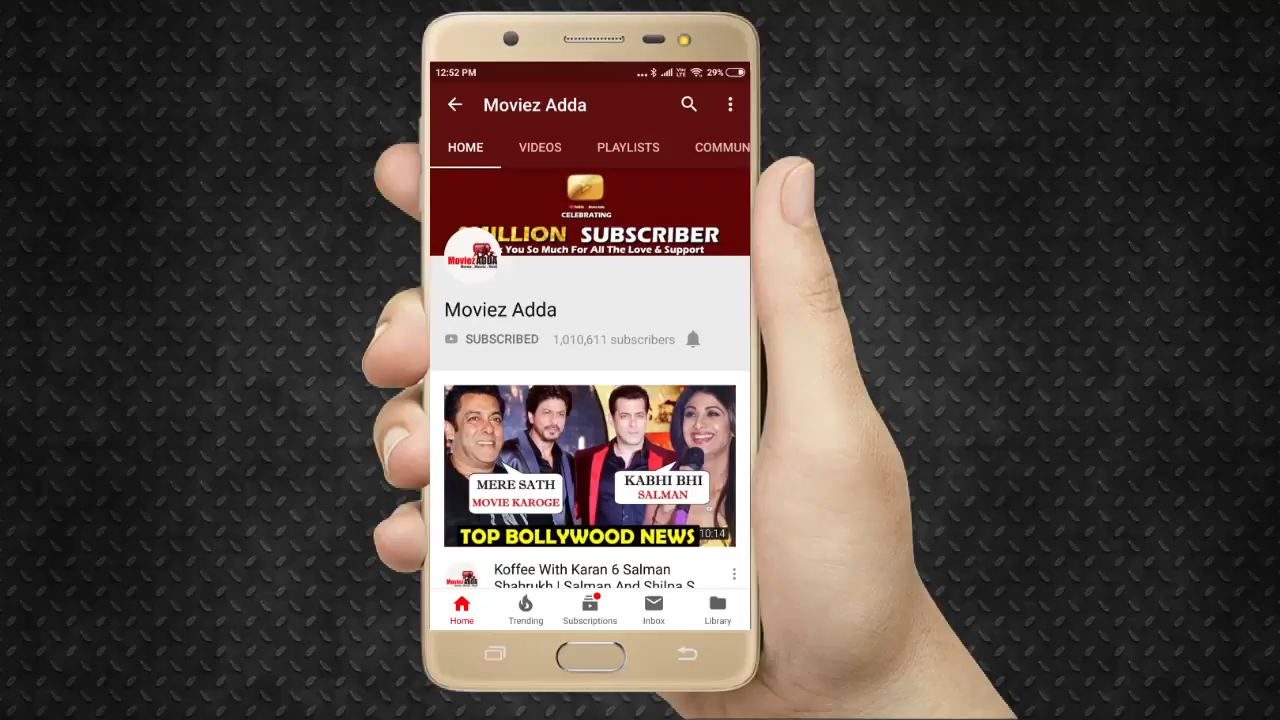 12:52 PM
29%
Moviez Adda
HOME VIDEOS PLAYLISTS COMMUN
CELEBRATING
MILLION SUBSCRIBER
You So Much For All The Love & Support
Moviez ADDA
Moviez Adda
SUBSCRIBED 1,010,611 subscribers
MERE SATH
MOVIE KAROGE
KABHI BHI
SALMAN
TOP BOLLYWOOD NEWS
10:14
Koffee With Karan 6 Salman
Shahrukh | Salman And Shilpa S
Home Trending Subscriptions Inbox Library